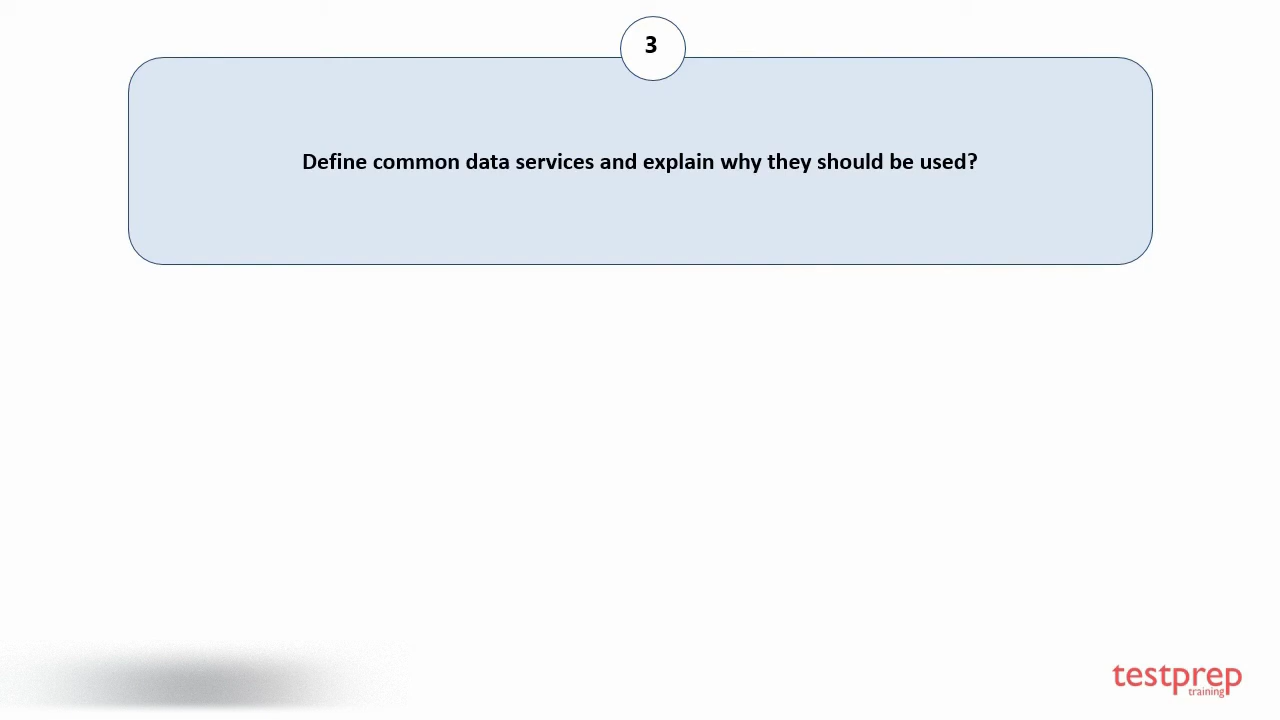 3
Define common data services and explain why they should be used?
testprep
training